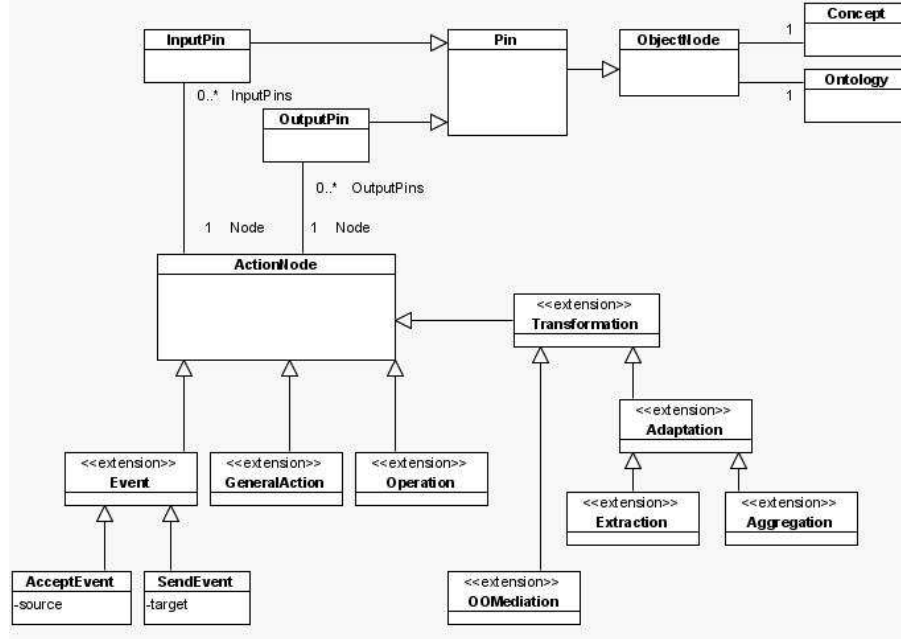 Concept
InputPin
Pin
ObjectNode
1
Ontology
0..* InputPins
1
OutputPin
0..* OutputPins
1 Node
1 Node
ActionNode
<<extension>>
Transformation
<<extension>>
Adaptation
<<extension>>
Event
<<extension>>
GeneralAction
<<extension>>
Operation
<<extension>>
Extraction
<<extension>>
Aggregation
AcceptEvent
-source
SendEvent
-target
<<extension>>
OOMediation